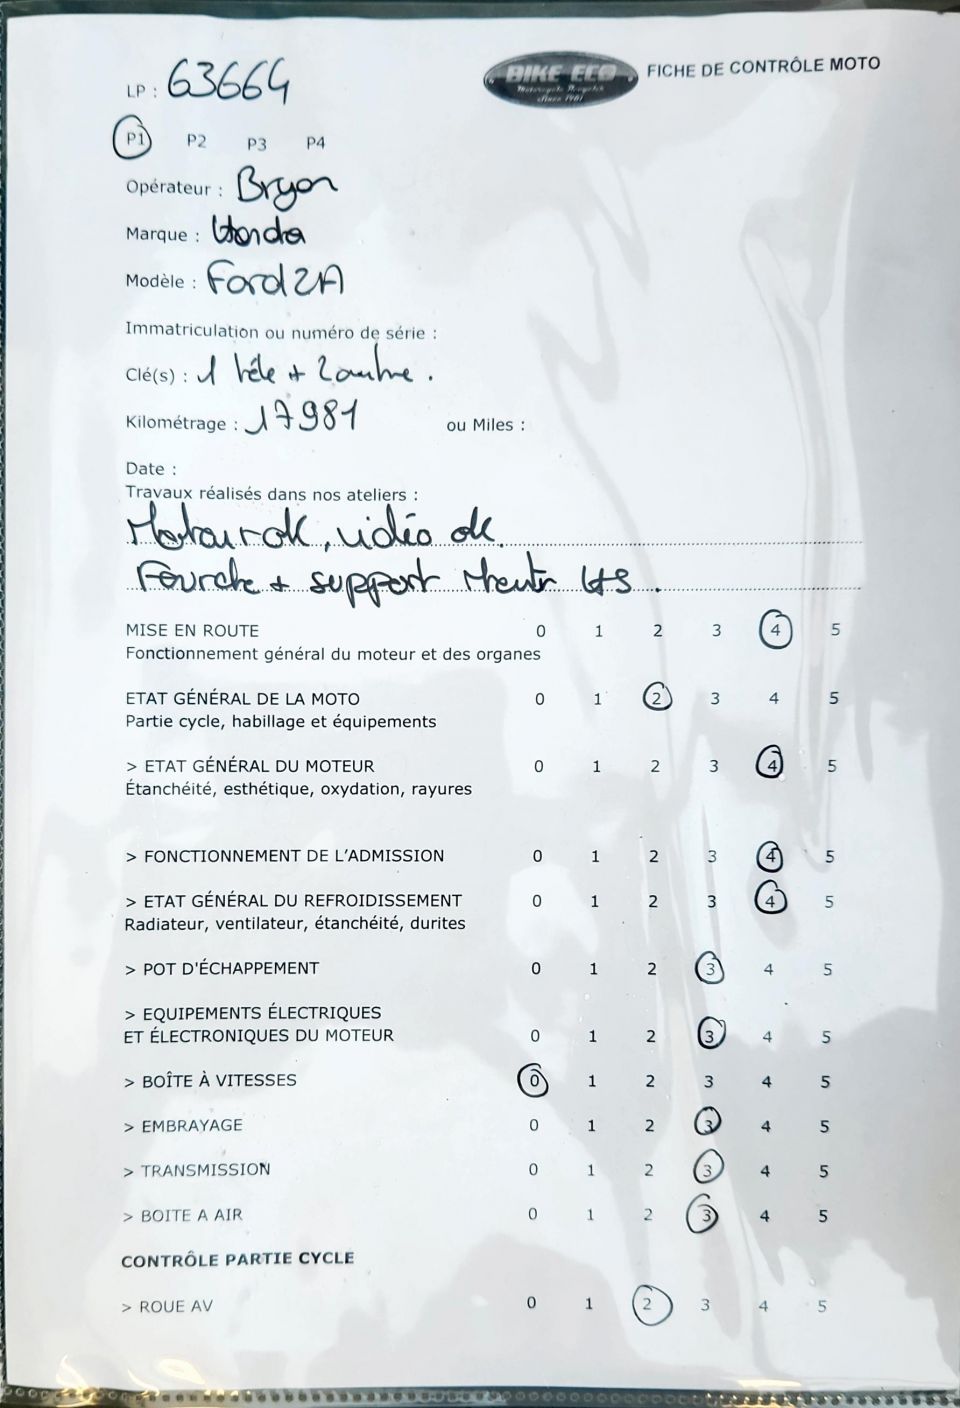 LP : 63664
BIKE ECO
Motorcycle Recycler
since 1981
FICHE DE CONTRÔLE MOTO
P1 P2 P3 P4
Opérateur : Bryan
Marque : Honda
Modèle : Forza
Immatriculation ou numéro de série :
Clé(s) : 1 + 2
Kilométrage : 17981 ou Miles :
Date :
Travaux réalisés dans nos ateliers :
Moteur ok, vidéo ok.
Fourche + support Moteur HS.
MISE EN ROUTE 0 1 2 3 4 5
Fonctionnement général du moteur et des organes
ETAT GÉNÉRAL DE LA MOTO 0 1 2 3 4 5
Partie cycle, habillage et équipements
> ETAT GÉNÉRAL DU MOTEUR 0 1 2 3 4 5
Étanchéité, esthétique, oxydation, rayures
> FONCTIONNEMENT DE L'ADMISSION 0 1 2 3 4 5
> ETAT GÉNÉRAL DU REFROIDISSEMENT 0 1 2 3 4 5
Radiateur, ventilateur, étanchéité, durites
> POT D'ÉCHAPPEMENT 0 1 2 3 4 5
> EQUIPEMENTS ÉLECTRIQUES
ET ÉLECTRONIQUES DU MOTEUR 0 1 2 3 4 5
> BOÎTE À VITESSES 0 1 2 3 4 5
> EMBRAYAGE 0 1 2 3 4 5
> TRANSMISSION 0 1 2 3 4 5
> BOITE A AIR 0 1 2 3 4 5
CONTRÔLE PARTIE CYCLE
> ROUE AV 0 1 2 3 4 5